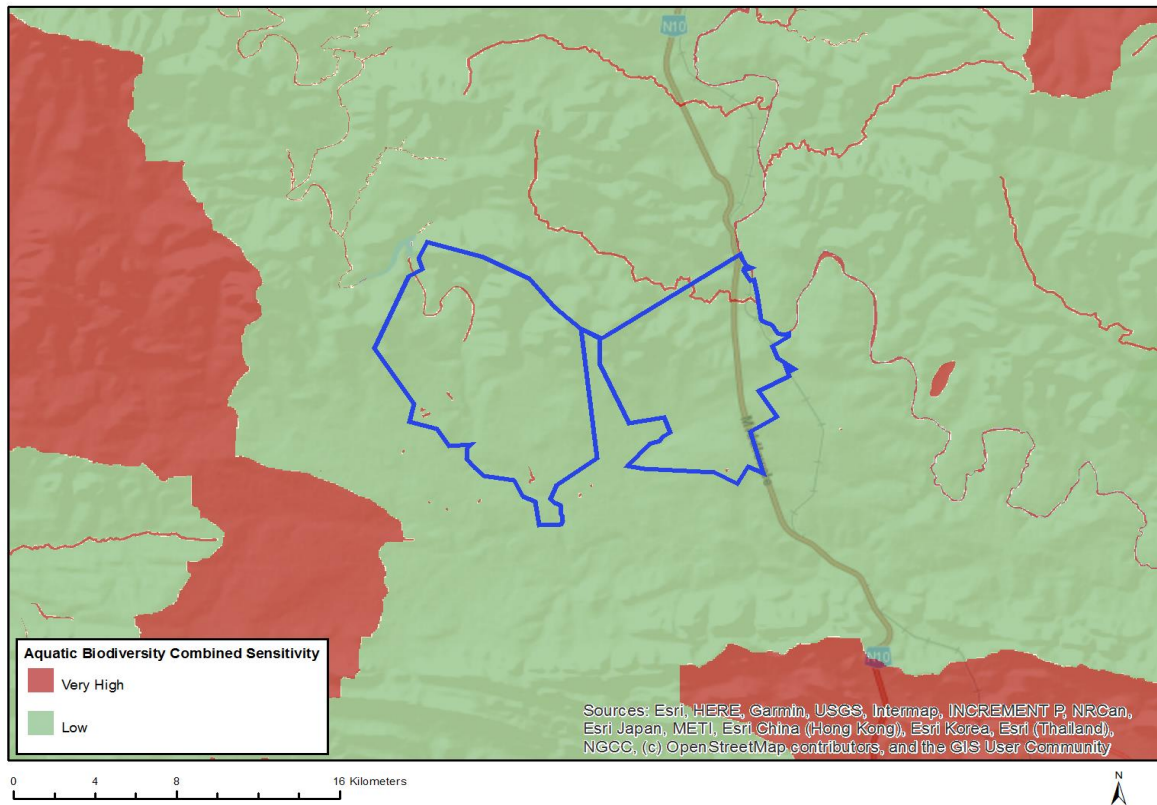 N10
N10
Aquatic Biodiversity Combined Sensitivity
Very High
Low
Sources: Esri, HERE, Garmin, USGS, Intermap, INCREMENT P, NRCan,
Esri Japan, METI, Esri China (Hong Kong), Esri Korea, Esri (Thailand),
NGCC, (c) OpenStreetMap contributors, and the GIS User Community
0 4 8 16 Kilometers
N